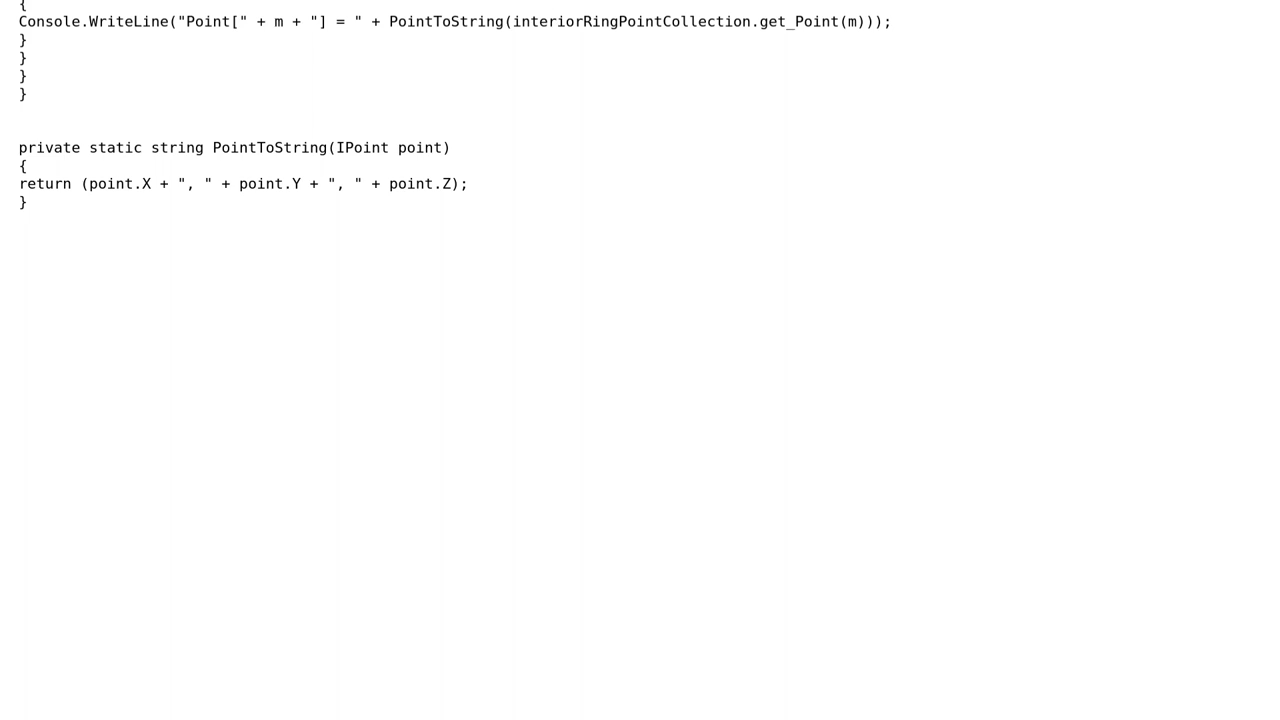 {
Console.WriteLine("Point[" + m + "] = " + PointToString(interiorRingPointCollection.get_Point(m)));
}
}
}
}
private static string PointToString(IPoint point)
{
return (point.X + ", " + point.Y + ", " + point.Z);
}